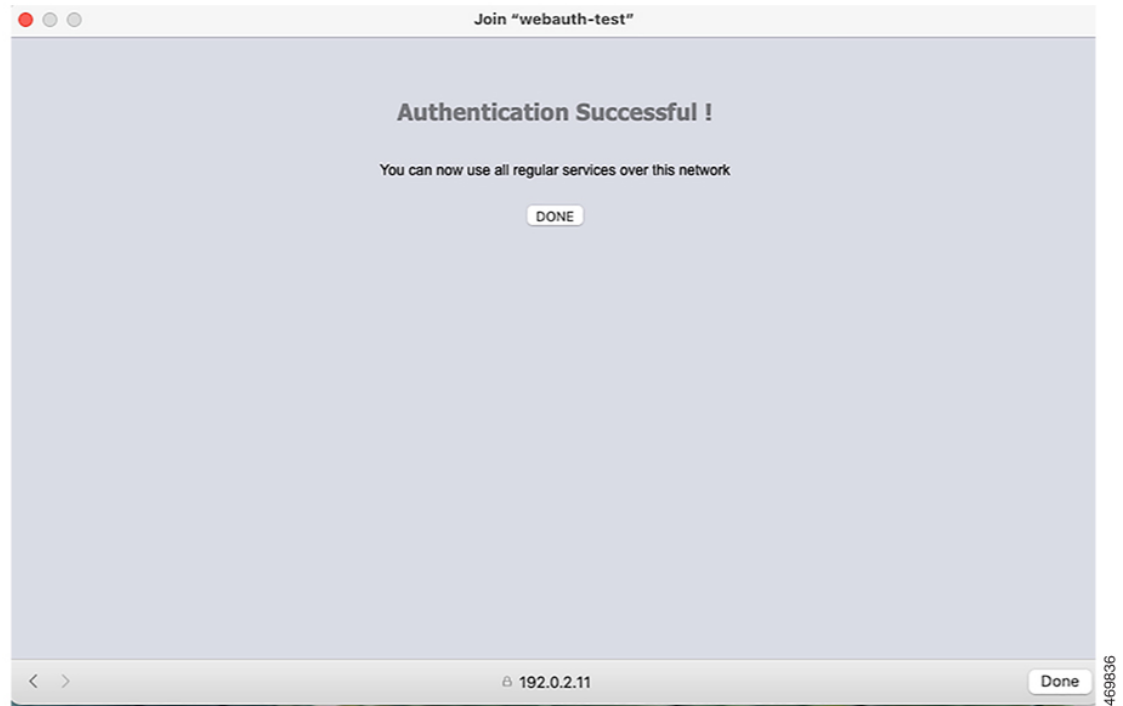 Join “webauth-test”
Authentication Successful !
You can now use all regular services over this network
DONE
192.0.2.11
Done
469836